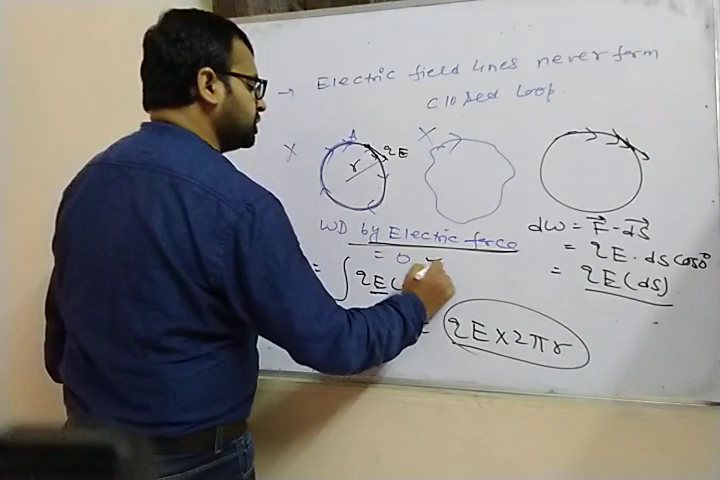 → Electric field lines never form
closed loop.
X A qE r
X
WD by Electric force
= 0
= ∫ qE(
= qE × 2πr
dw = F⃗ · dS⃗
= qE · ds cos0°
= qE(ds)